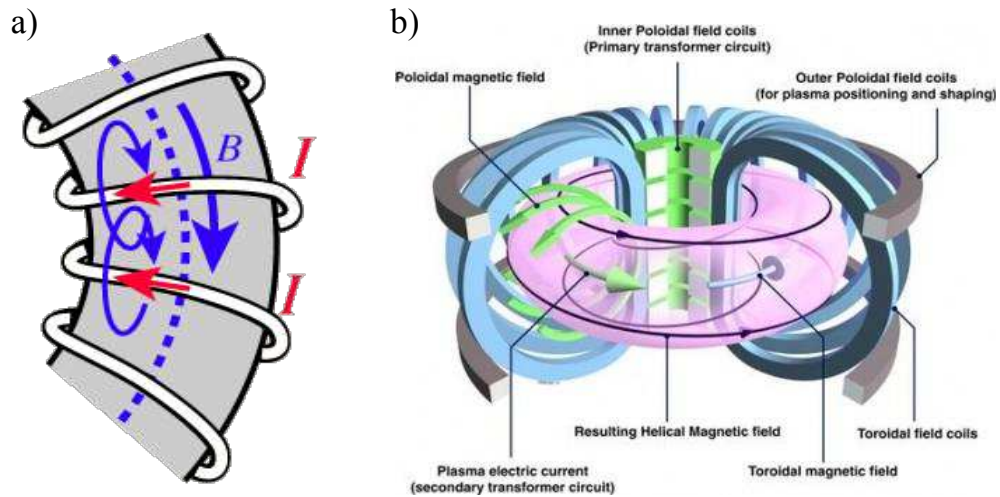 a)
B
I
I
b)
Inner Poloidal field coils
(Primary transformer circuit)
Poloidal magnetic field
Outer Poloidal field coils
(for plasma positioning and shaping)
Resulting Helical Magnetic field
Toroidal field coils
Plasma electric current
(secondary transformer circuit)
Toroidal magnetic field